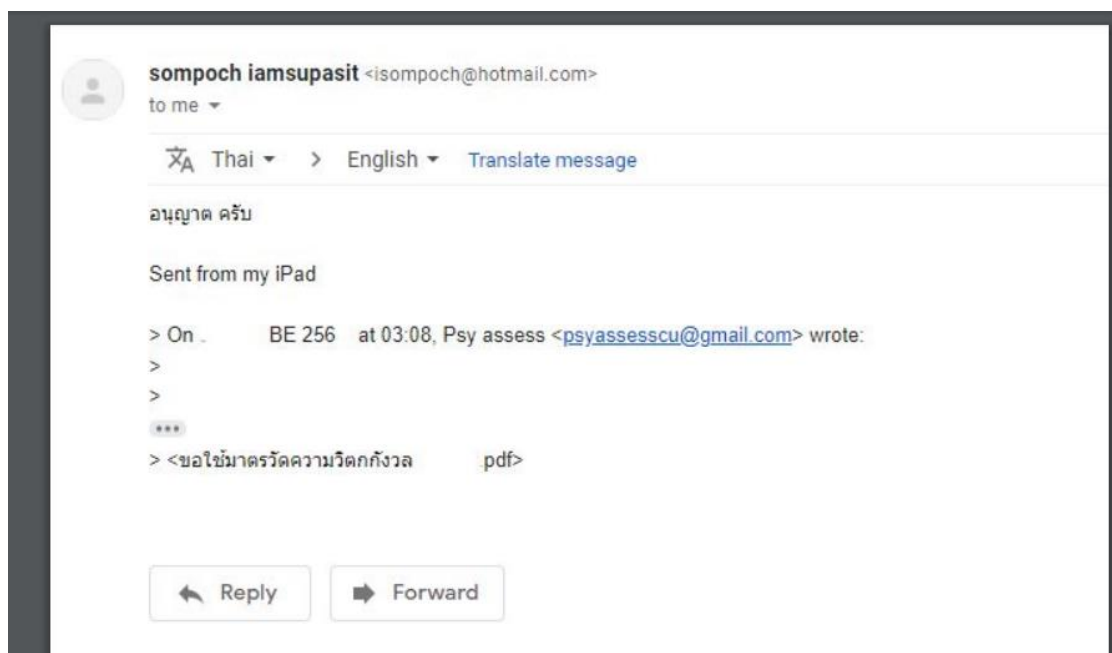 sompoch iamsupasit <isompoch@hotmail.com>
to me
Thai > English Translate message
อนุญาต ครับ
Sent from my iPad
> On BE 256 at 03:08, Psy assess <psyassesscu@gmail.com> wrote:
>
>
...
> <ขอใช้มาตรวัดความวิตกกังวล .pdf>
Reply Forward